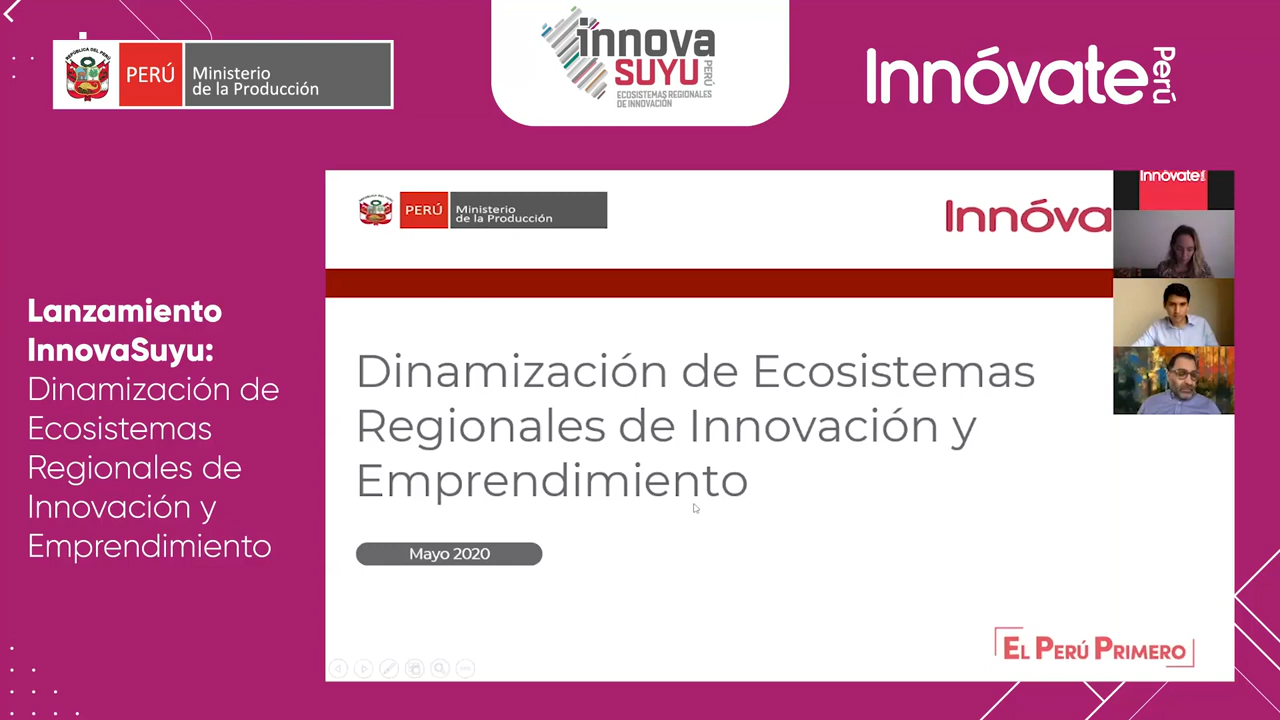 REPÚBLICA DEL PERÚ
PERÚ
Ministerio
de la Producción
innova
SUYU
PERÚ
ECOSISTEMAS REGIONALES
DE INNOVACIÓN
Innóvate
Perú
Lanzamiento
InnovaSuyu:
Dinamización de
Ecosistemas
Regionales de
Innovación y
Emprendimiento
PERÚ
Ministerio
de la Producción
Innóva
Innóvate
Dinamización de Ecosistemas
Regionales de Innovación y
Emprendimiento
Mayo 2020
EL PERÚ PRIMERO